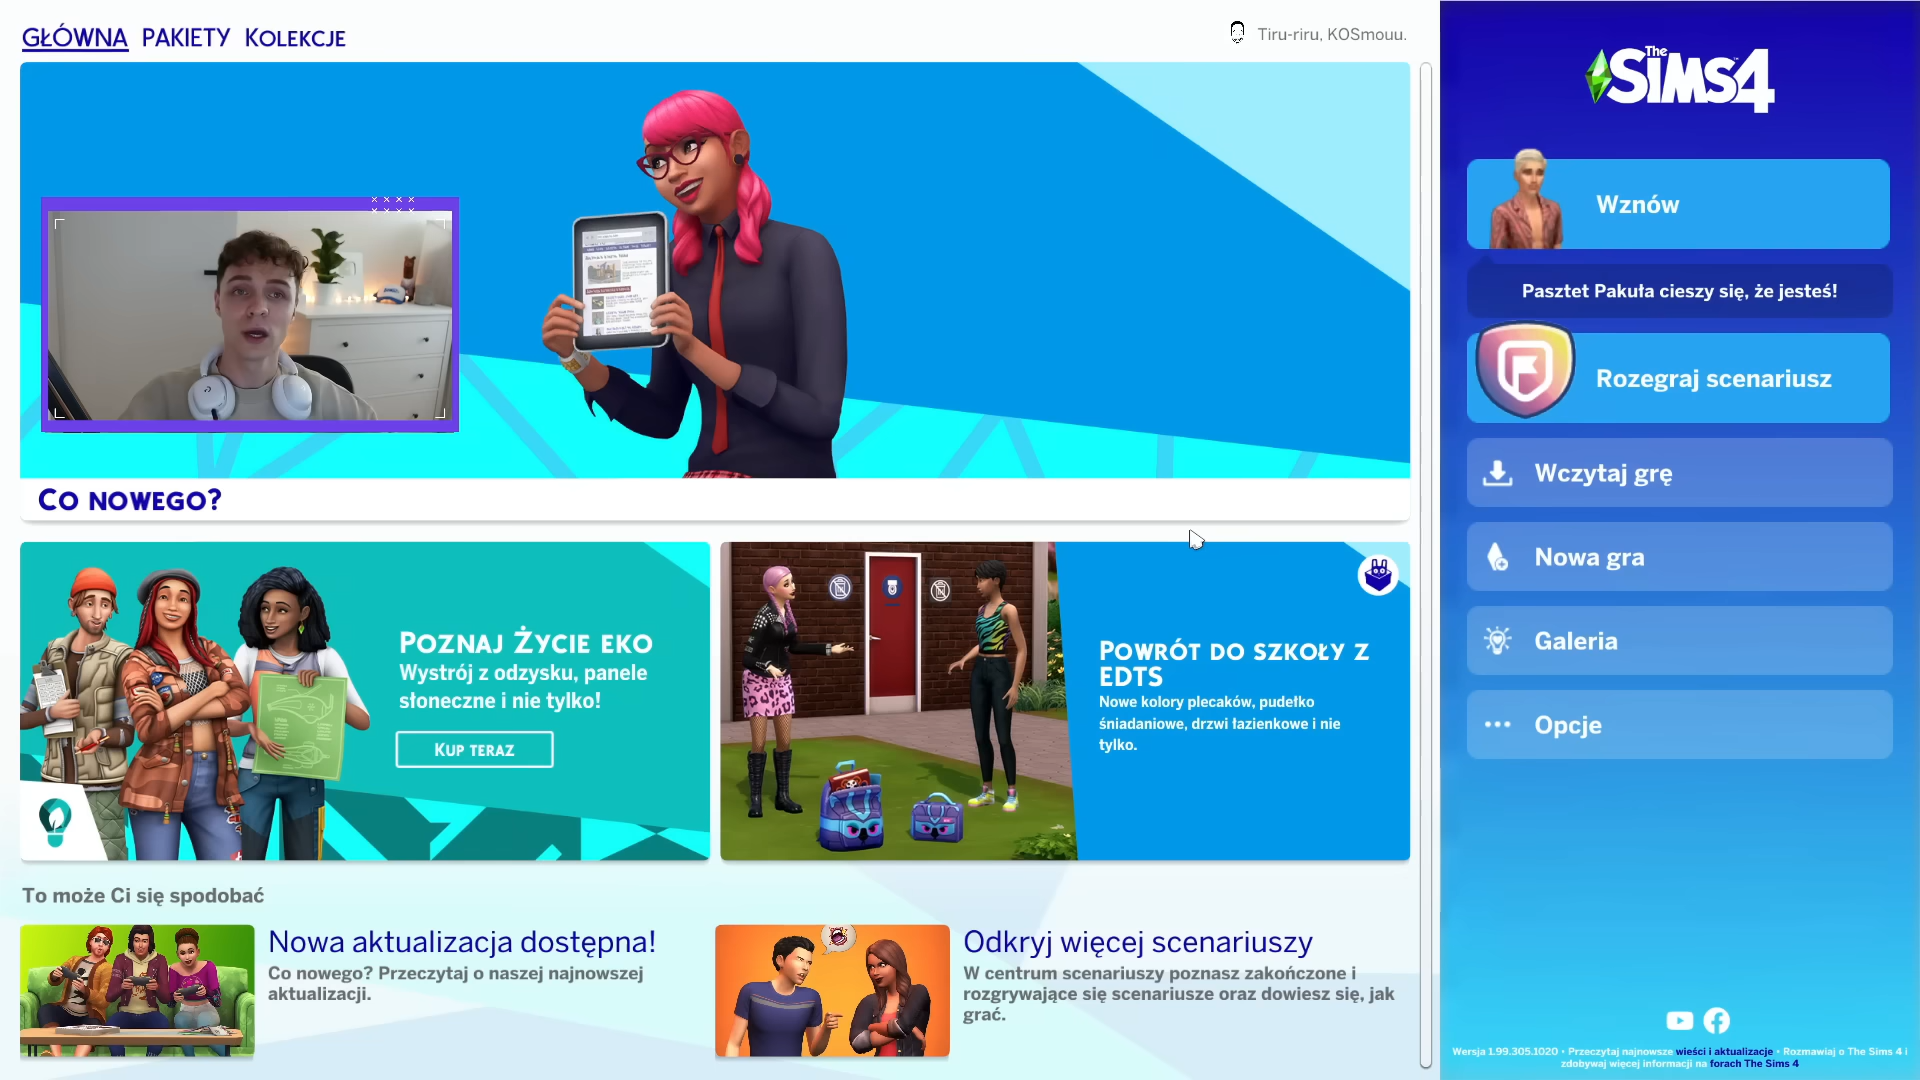 GŁÓWNA PAKIETY KOLEKCJE
Tiru-riru, KOSmouu.
CO NOWEGO?
POZNAJ ŻYCIE EKO
Wystrój z odzysku, panele
słoneczne i nie tylko!
KUP TERAZ
POWRÓT DO SZKOŁY Z
EDTS
Nowe kolory plecaków, pudełko
śniadaniowe, drzwi łazienkowe i nie
tylko.
To może Ci się spodobać
Nowa aktualizacja dostępna!
Co nowego? Przeczytaj o naszej najnowszej
aktualizacji.
Odkryj więcej scenariuszy
W centrum scenariuszy poznasz zakończone i
rozgrywające się scenariusze oraz dowiesz się, jak
grać.
The SIMS 4
Wznów
Pasztet Pakuła cieszy się, że jesteś!
Rozegraj scenariusz
Wczytaj grę
Nowa gra
Galeria
Opcje
Wersja 1.99.305.1020 • Przeczytaj najnowsze wieści i aktualizacje • Rozmawiaj o The Sims 4 i
zdobywaj więcej informacji na forach The Sims 4